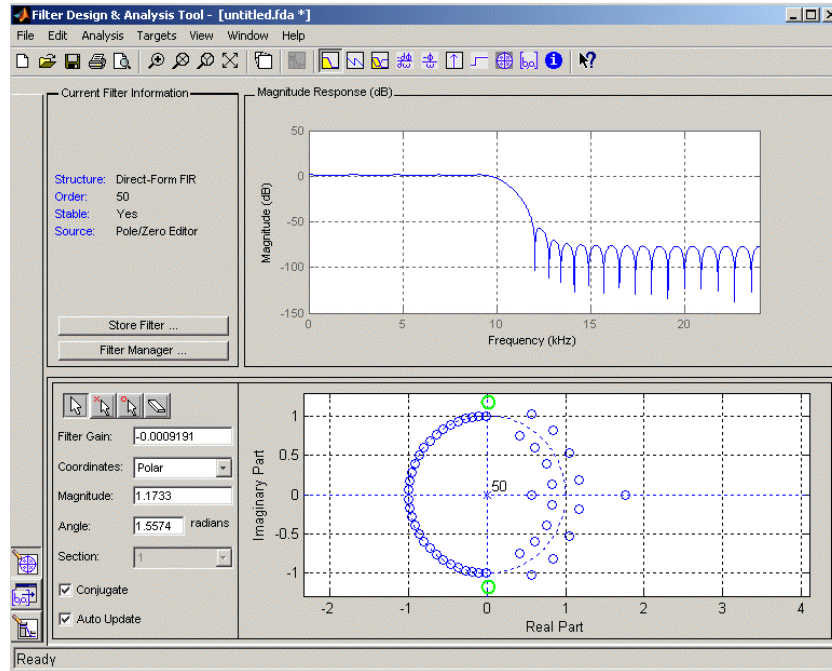 Filter Design & Analysis Tool - [untitled.fda *]
File Edit Analysis Targets View Window Help
Current Filter Information
Structure: Direct-Form FIR
Order: 50
Stable: Yes
Source: Pole/Zero Editor
Store Filter ...
Filter Manager ...
Magnitude Response (dB)
Magnitude (dB)
50
0
-50
-100
-150
0 5 10 15 20
Frequency (kHz)
Filter Gain: -0.0009191
Coordinates: Polar
Magnitude: 1.1733
Angle: 1.5574 radians
Section: 1
Conjugate
Auto Update
Imaginary Part
1
0.5
0
-0.5
-1
50
-2 -1 0 1 2 3 4
Real Part
Ready